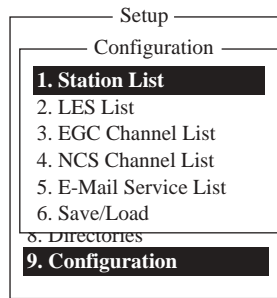 Setup
Configuration
1. Station List
2. LES List
3. EGC Channel List
4. NCS Channel List
5. E-Mail Service List
6. Save/Load
8. Directories
9. Configuration